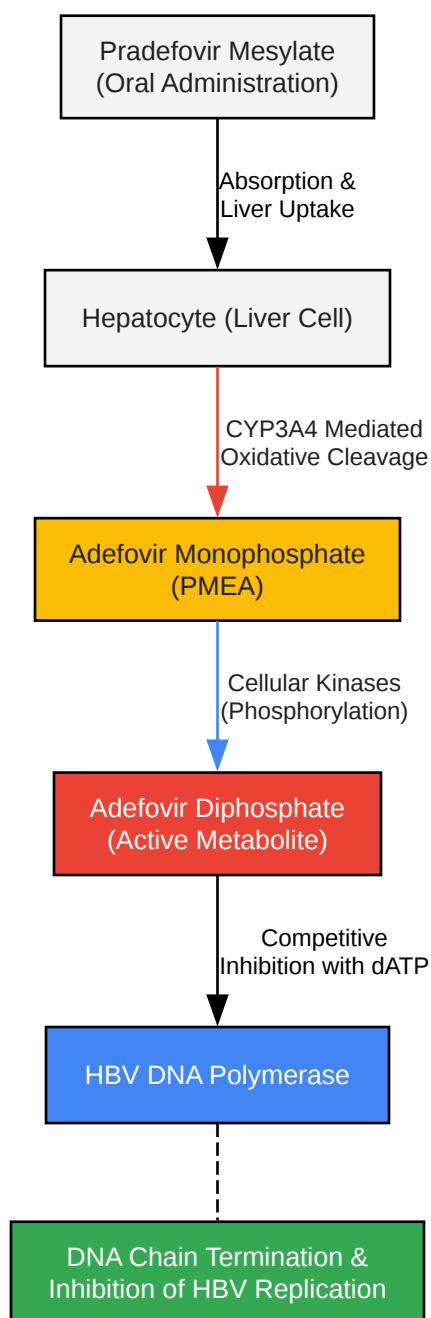 Pradefovir Mesylate
(Oral Administration)
Absorption &
Liver Uptake
Hepatocyte (Liver Cell)
CYP3A4 Mediated
Oxidative Cleavage
Adefovir Monophosphate
(PMEA)
Cellular Kinases
(Phosphorylation)
Adefovir Diphosphate
(Active Metabolite)
Competitive
Inhibition with dATP
HBV DNA Polymerase
DNA Chain Termination &
Inhibition of HBV Replication